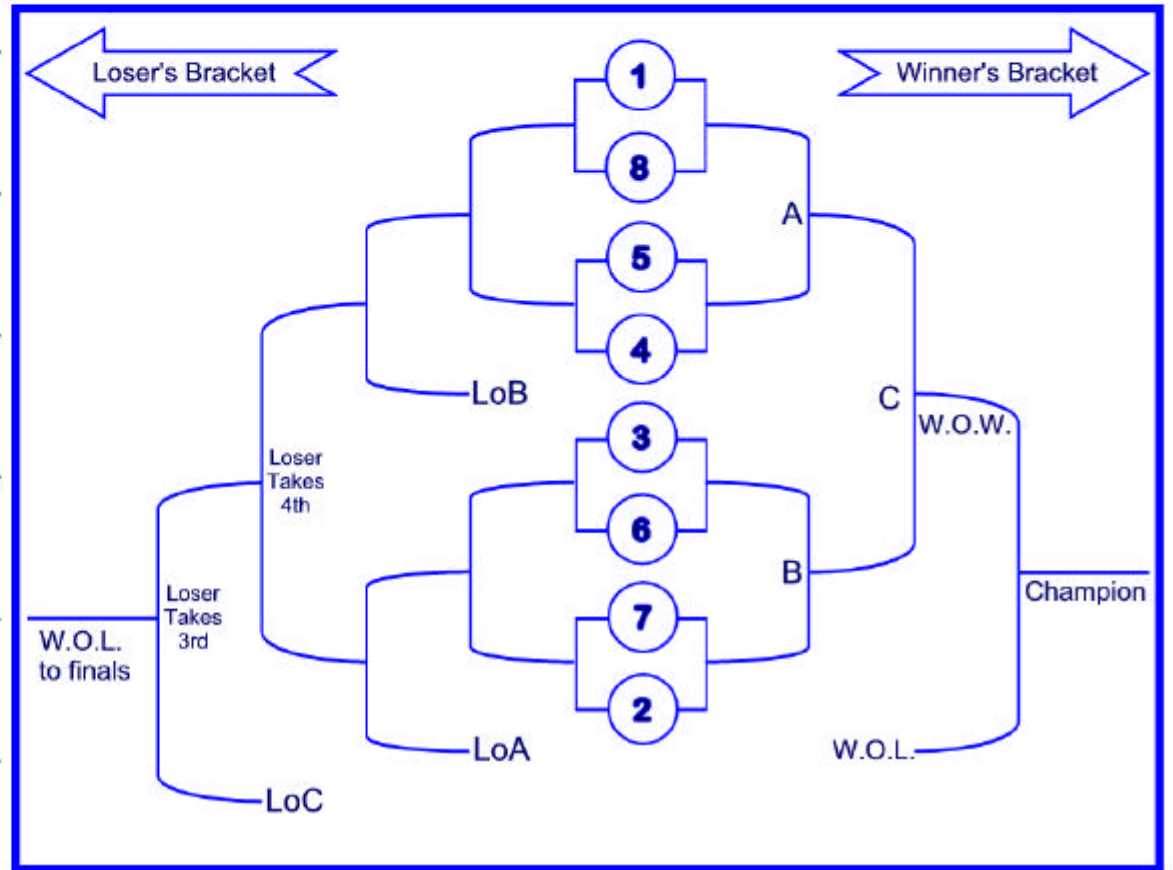 Loser's Bracket
Winner's Bracket
1
8
A
5
4
LoB
C
W.O.W.
3
Loser
Takes
4th
6
B
7
Champion
Loser
Takes
3rd
W.O.L.
to finals
2
LoA
W.O.L.
LoC